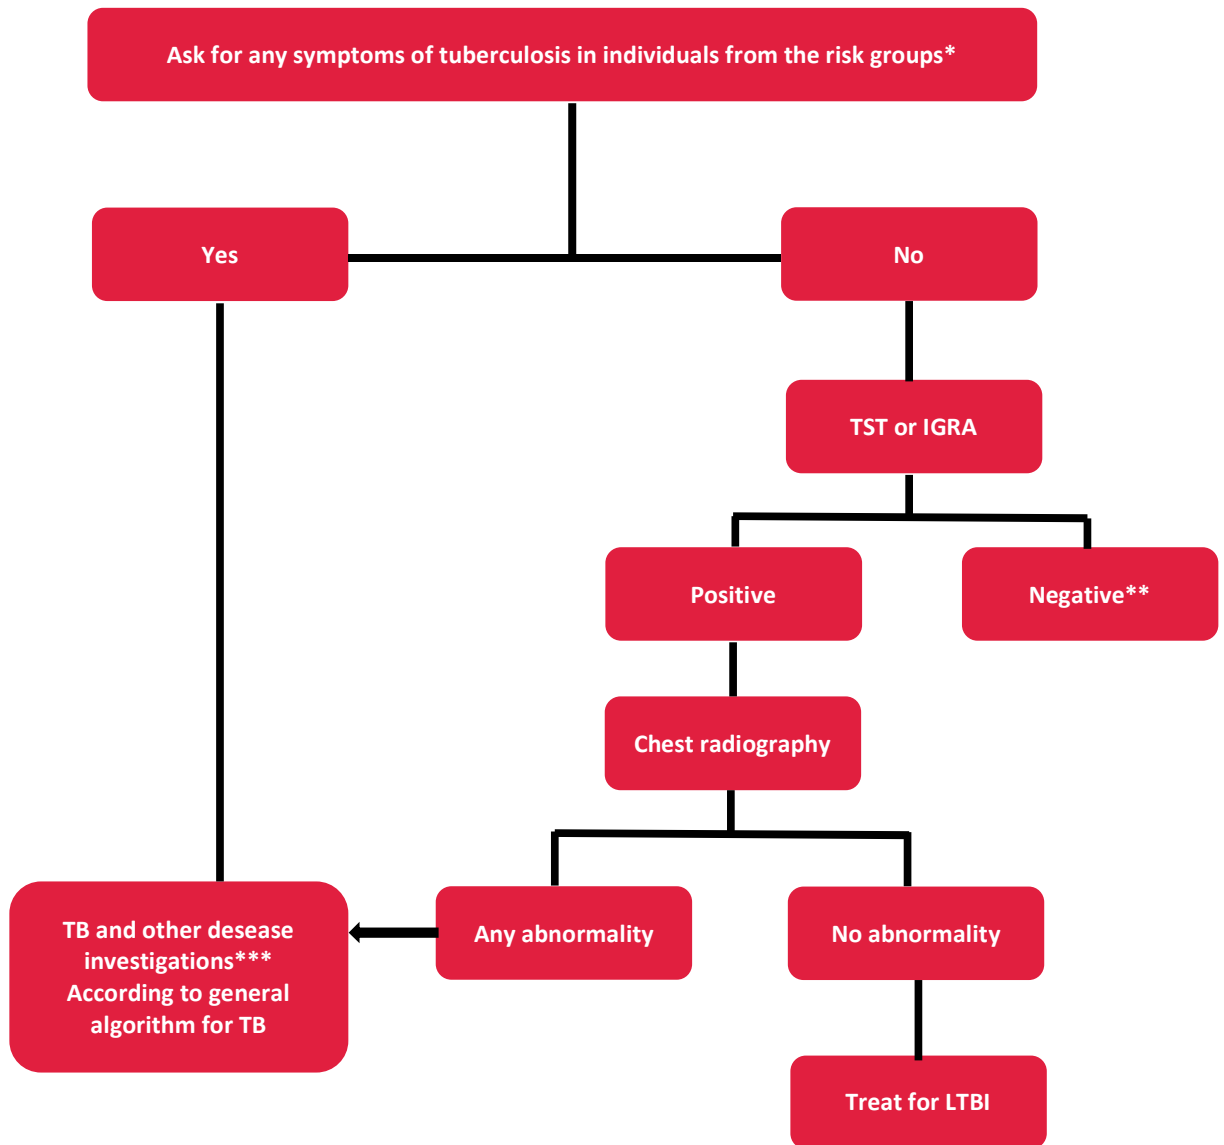 Ask for any symptoms of tuberculosis in individuals from the risk groups*
Yes
No
TST or IGRA
Positive
Negative**
Chest radiography
Any abnormality
No abnormality
TB and other desease
investigations***
According to general
algorithm for TB
Treat for LTBI